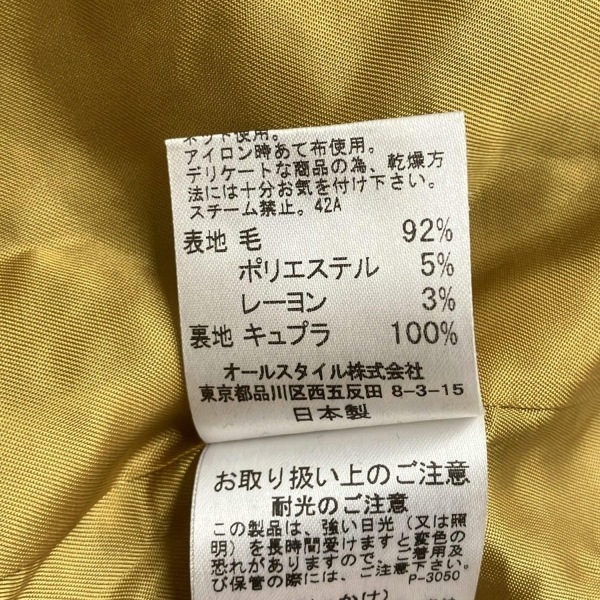 ネット使用。
アイロン時あて布使用。
デリケートな商品の為、乾燥方
法には十分お気を付け下さい。
スチーム禁止。42A
表地 毛 92%
ポリエステル 5%
レーヨン 3%
裏地 キュプラ 100%
オールスタイル株式会社
東京都品川区西五反田 8-3-15
日本製
お取り扱い上のご注意
耐光のご注意
この製品は、強い日光（又は照
明）を長時間受けますと変色の
恐れがありますので、ご着用及
び保管の際には、ご注意下さい。
P-3050